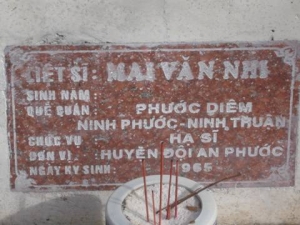 LIỆT SĨ : MAI VĂN NHI
SINH NĂM :
QUÊ QUÁN : PHƯỚC DIÊM
NINH PHƯỚC-NINH THUẬN
CHỨC VỤ : HẠ SĨ
ĐƠN VỊ : HUYỆN ĐỘI AN PHƯỚC
NGÀY HY SINH : 1965